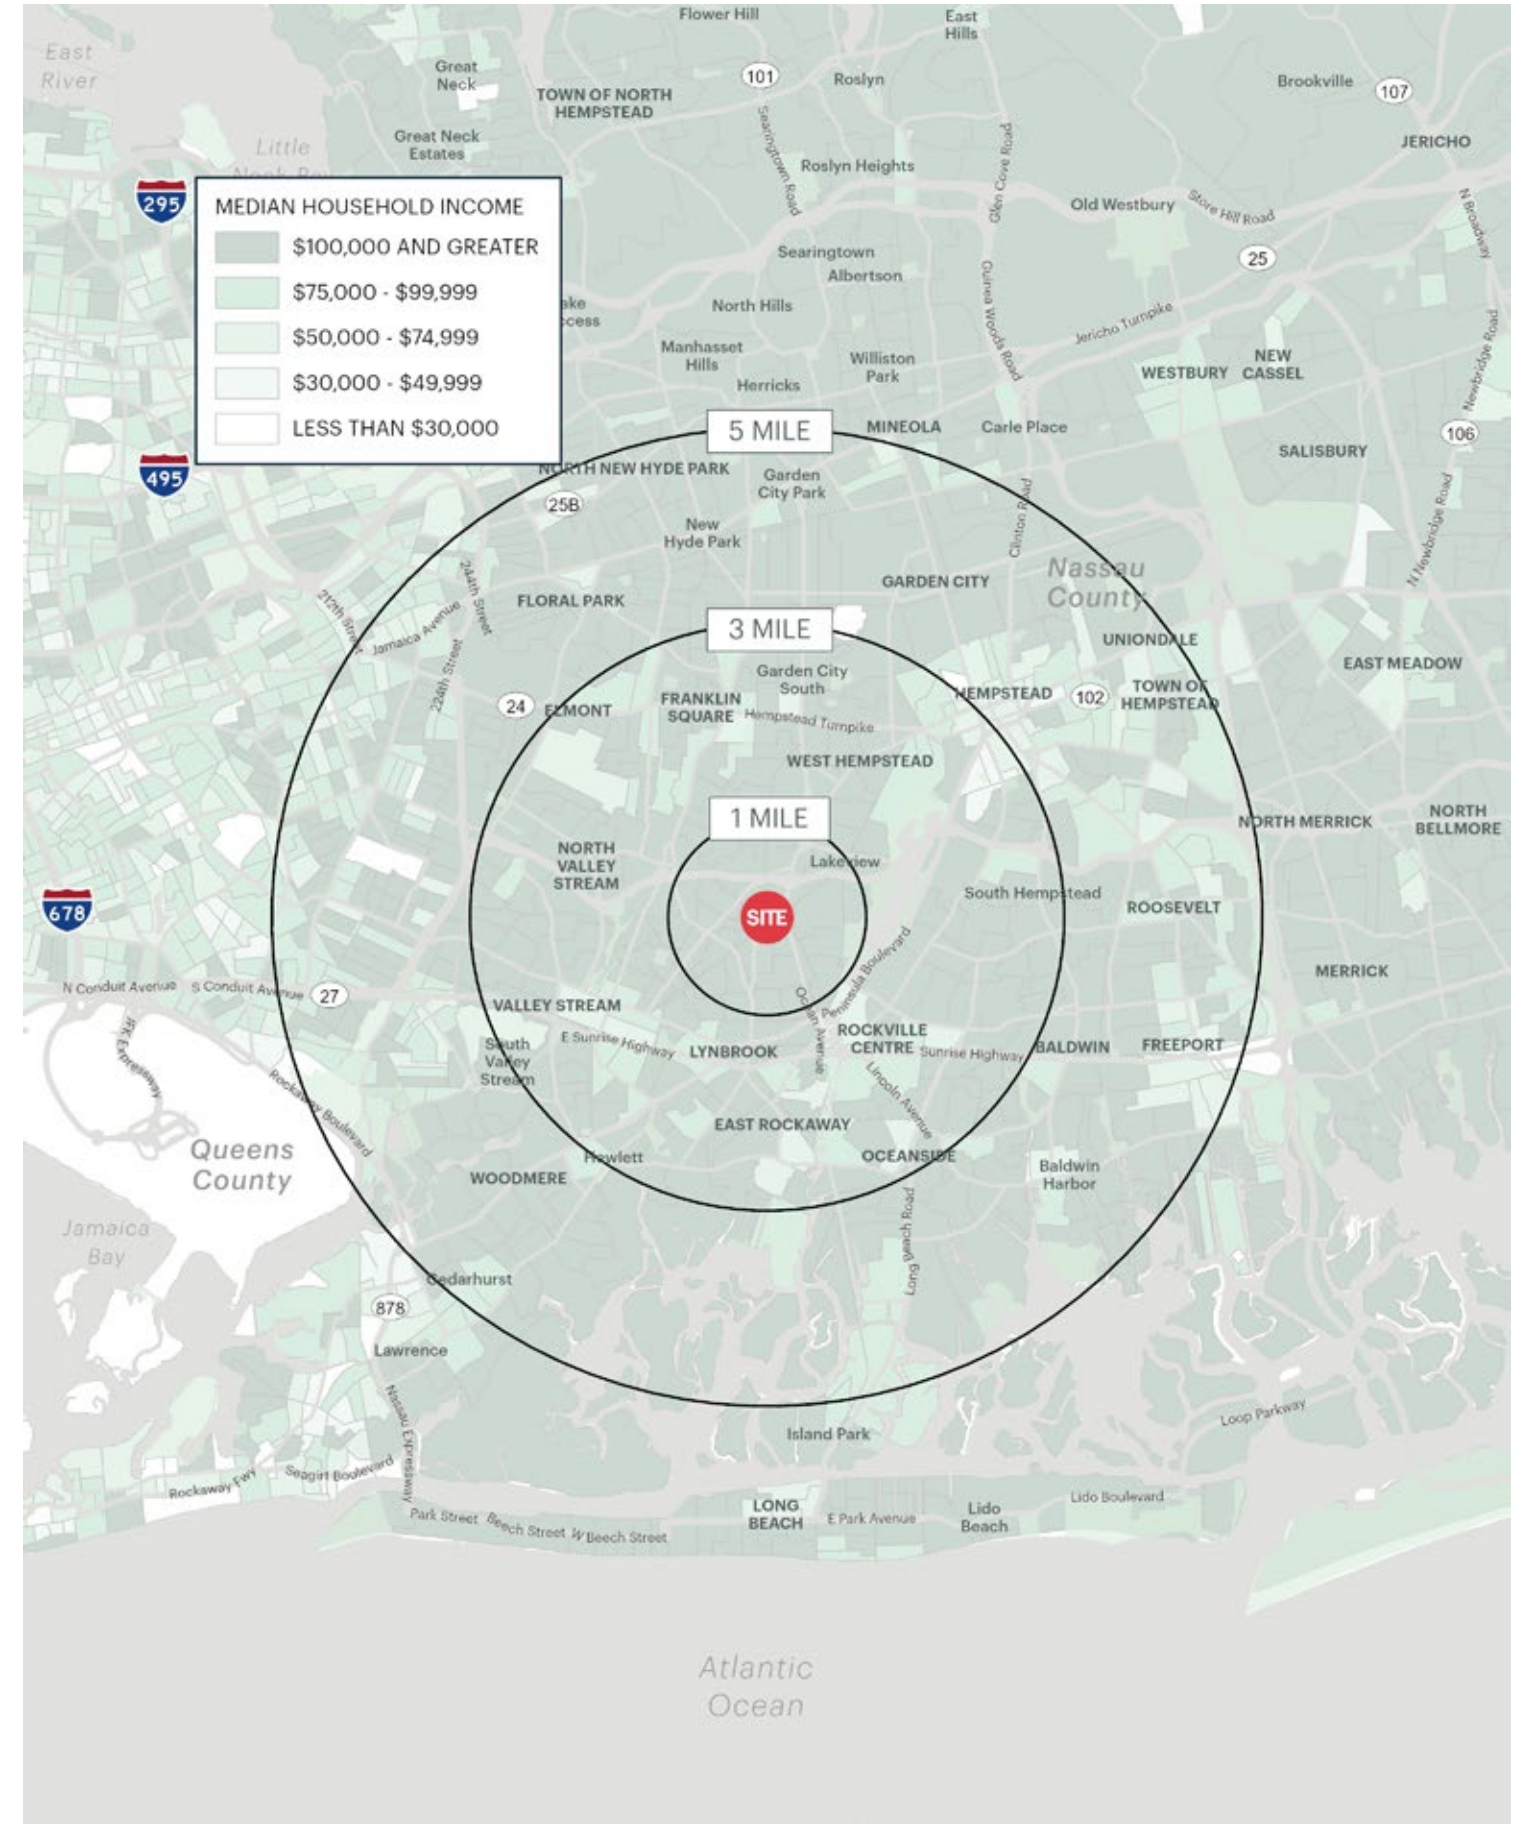 Flower Hill
East
Hills
East
River
Great
Neck
101
Roslyn
Brookville
107
TOWN OF NORTH
HEMPSTEAD
Great Neck
Estates
Little
JERICHO
Searingtown Road
Glen Cove Road
Roslyn Heights
295
Old Westbury
Store Hill Road
N Broadway
MEDIAN HOUSEHOLD INCOME
$100,000 AND GREATER
$75,000 - $99,999
$50,000 - $74,999
$30,000 - $49,999
LESS THAN $30,000
Searingtown
Albertson
25
Guinea Woods Road
ake
ccess
North Hills
Jericho Turnpike
Newbridge Road
Manhasset
Hills
Williston
Park
Herricks
WESTBURY
NEW
CASSEL
5 MILE
MINEOLA
Carle Place
106
SALISBURY
495
NORTH NEW HYDE PARK
Garden
City Park
25B
New
Hyde Park
Clinton Road
N Newbridge Road
Nassau
County
GARDEN CITY
244th Street
212th Street
Jamaica Avenue
FLORAL PARK
3 MILE
UNIONDALE
224th Street
Garden City
South
EAST MEADOW
24
ELMONT
FRANKLIN
SQUARE
Hempstead Turnpike
HEMPSTEAD
102
TOWN OF
HEMPSTEAD
WEST HEMPSTEAD
1 MILE
NORTH MERRICK
NORTH
BELLMORE
NORTH
VALLEY
STREAM
Lakeview
South Hempstead
678
SITE
ROOSEVELT
Peninsula Boulevard
MERRICK
N Conduit Avenue
S Conduit Avenue
27
VALLEY STREAM
Ocean Avenue
JFK Expressway
South
Valley
Stream
E Sunrise Highway
LYNBROOK
ROCKVILLE
CENTRE
Sunrise Highway
BALDWIN
FREEPORT
Rockaway Boulevard
Lincoln Avenue
EAST ROCKAWAY
Queens
County
Hewlett
OCEANSIDE
WOODMERE
Baldwin
Harbor
Jamaica
Bay
Long Beach Road
Cedarhurst
878
Lawrence
Nassau Expressway
Island Park
Loop Parkway
Rockaway Fwy
Seagirt Boulevard
Park Street
Beech Street
W Beech Street
LONG
BEACH
E Park Avenue
Lido
Beach
Lido Boulevard
Atlantic
Ocean